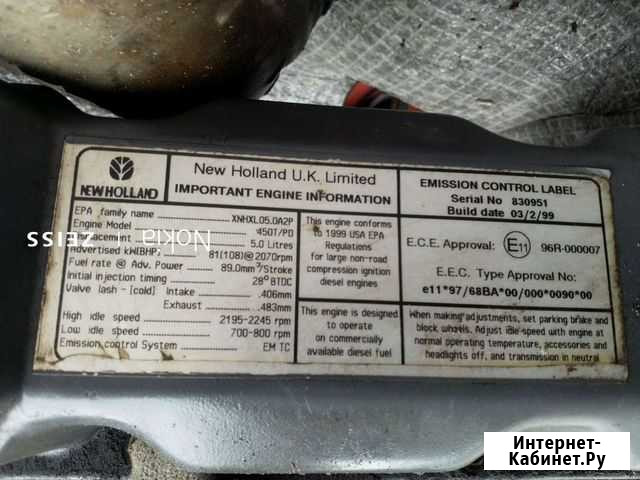 NEW HOLLAND
New Holland U.K. Limited
IMPORTANT ENGINE INFORMATION
EPA family name XNHXL05.0A2P
Engine Model 450T/PD
Displacement 5.0 Litres
Advertised kW(BHP) 81(108)@2070rpm
Fuel rate @ Adv. Power 89.0mm³/Stroke
Initial injection timing 28° BTDC
Valve lash - (cold) Intake .406mm
Exhaust .483mm
High idle speed 2195-2245 rpm
Low idle speed 700-800 rpm
Emission control System EM TC
This engine conforms
to 1999 USA EPA
Regulations
for large non-road
compression ignition
diesel engines
This engine is designed
to operate
on commercially
available diesel fuel
EMISSION CONTROL LABEL
Serial No 830951
Build date 03/2/99
E.C.E. Approval: E11 96R-000007
E.E.C. Type Approval No:
e11*97/68BA*00/000*0090*00
When making adjustments, set parking brake and
block wheels. Adjust idle speed with engine at
normal operating temperature, accessories and
headlights off, and transmission in neutral
NOKIA
ZEISS
Интернет-
Кабинет.Ру